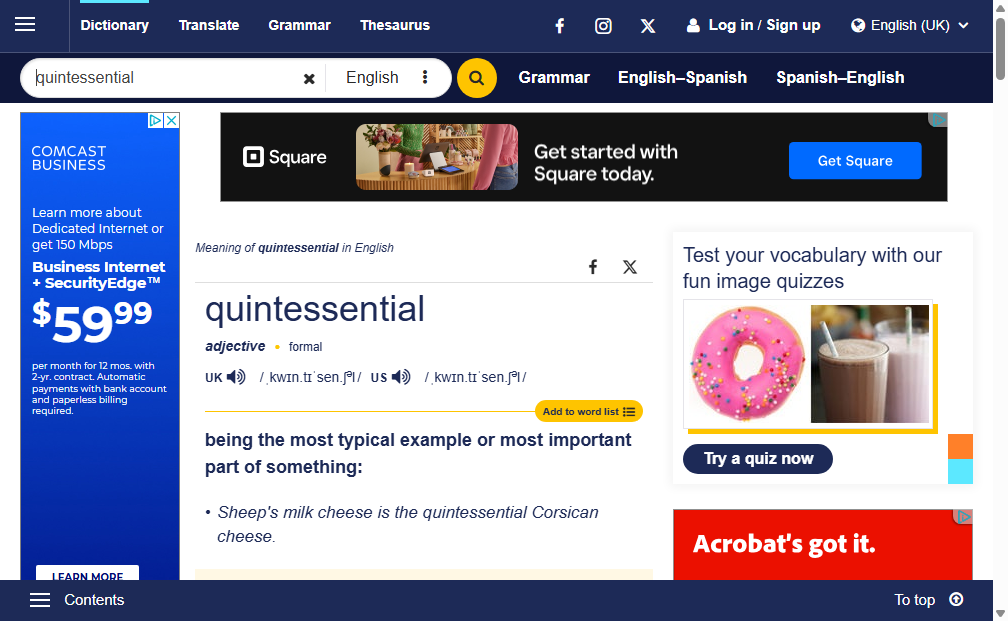 Dictionary Translate Grammar Thesaurus Log in / Sign up English (UK)
quintessential English Grammar English–Spanish Spanish–English
COMCAST
BUSINESS
Learn more about
Dedicated Internet or
get 150 Mbps
Business Internet
+ SecurityEdge™
$59⁹⁹
per month for 12 mos. with
2-yr. contract. Automatic
payments with bank account
and paperless billing
required.
LEARN MORE
Square
Get started with
Square today.
Get Square
Meaning of quintessential in English
quintessential
adjective • formal
UK /ˌkwɪn.tɪˈsen.ʃᵊl/ US /ˌkwɪn.tɪˈsen.ʃᵊl/
Add to word list
being the most typical example or most important
part of something:
• Sheep's milk cheese is the quintessential Corsican
cheese.
Test your vocabulary with our
fun image quizzes
Try a quiz now
Acrobat's got it.
Contents To top